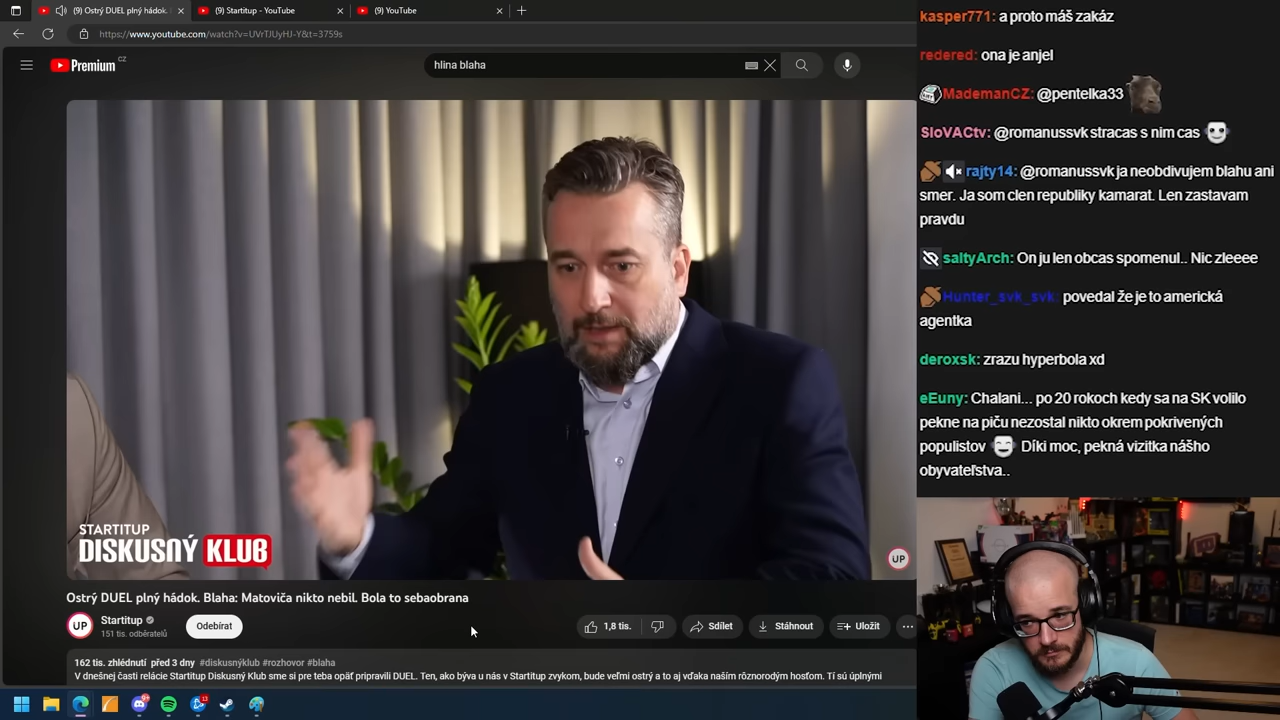 (9) Ostrý DUEL plný hádok.
(9) Startitup - YouTube
(9) YouTube
https://www.youtube.com/watch?v=UVrTJUyHJ-Y&t=3759s
Premium CZ
hlina blaha
STARTITUP
DISKUSNÝ KLUB
UP
Ostrý DUEL plný hádok. Blaha: Matoviča nikto nebil. Bola to sebaobrana
UP
Startitup
151 tis. odběratelů
Odebírat
1,8 tis.
Sdílet
Stáhnout
Uložit
162 tis. zhlédnutí před 3 dny #diskusnýklub #rozhovor #blaha
V dnešnej časti relácie Startitup Diskusný Klub sme si pre teba opäť pripravili DUEL. Ten, ako býva u nás v Startitup zvykom, bude veľmi ostrý a to aj vďaka naším rôznorodým hosťom. Tí sú úplnými
kasper771: a proto máš zakáz
redered: ona je anjel
MademanCZ: @pentelka33
SloVACtv: @romanussvk stracas s nim cas
rajty14: @romanussvk ja neobdivujem blahu ani
smer. Ja som clen republiky kamarat. Len zastavam
pravdu
saltyArch: On ju len obcas spomenul.. Nic zleeee
Hunter_svk_svk: povedal že je to americká
agentka
deroxsk: zrazu hyperbola xd
eEuny: Chalani... po 20 rokoch kedy sa na SK volilo
pekne na piču nezostal nikto okrem pokrivených
populistov Díki moc, pekná vizitka nášho
obyvateľstva..